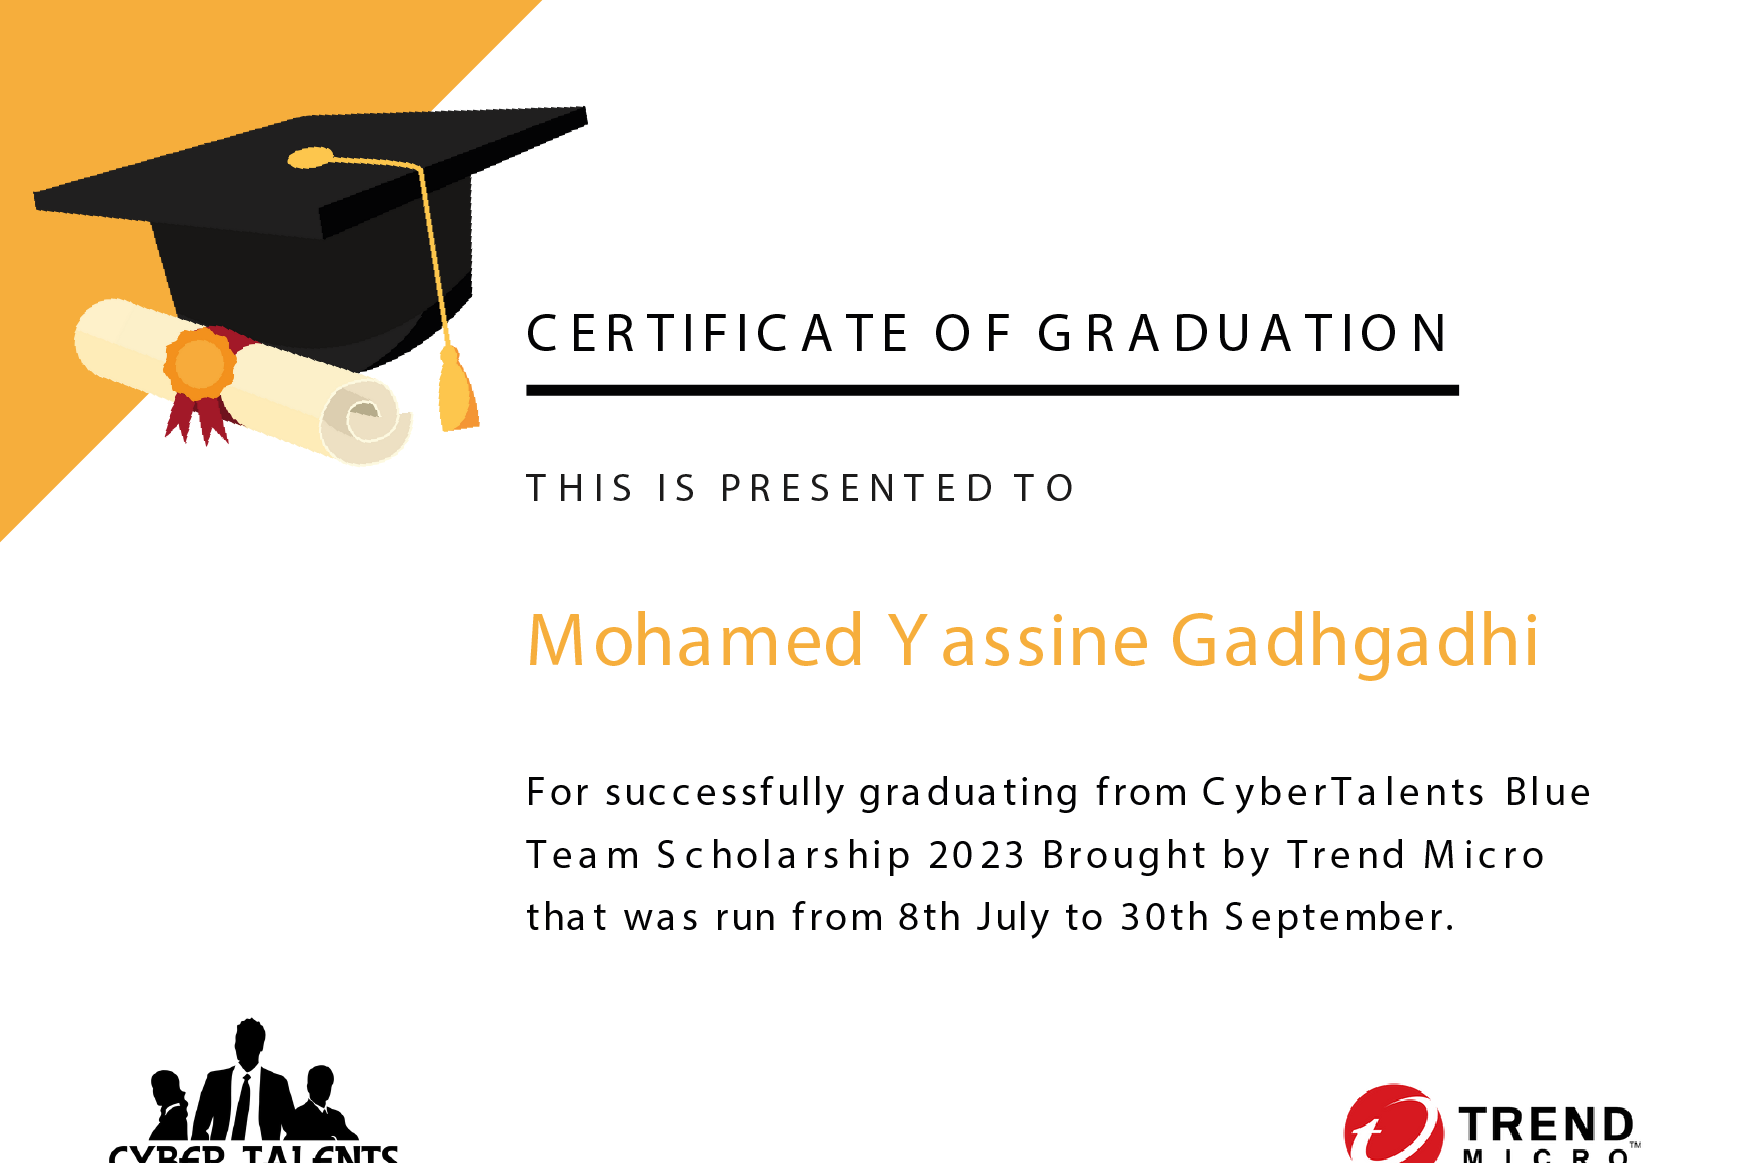 CERTIFICATE OF GRADUATION
THIS IS PRESENTED TO
Mohamed Yassine Gadhgadhi
For successfully graduating from CyberTalents Blue
Team Scholarship 2023 Brought by Trend Micro
that was run from 8th July to 30th September.
CYBER TALENTS
TREND
MICRO™